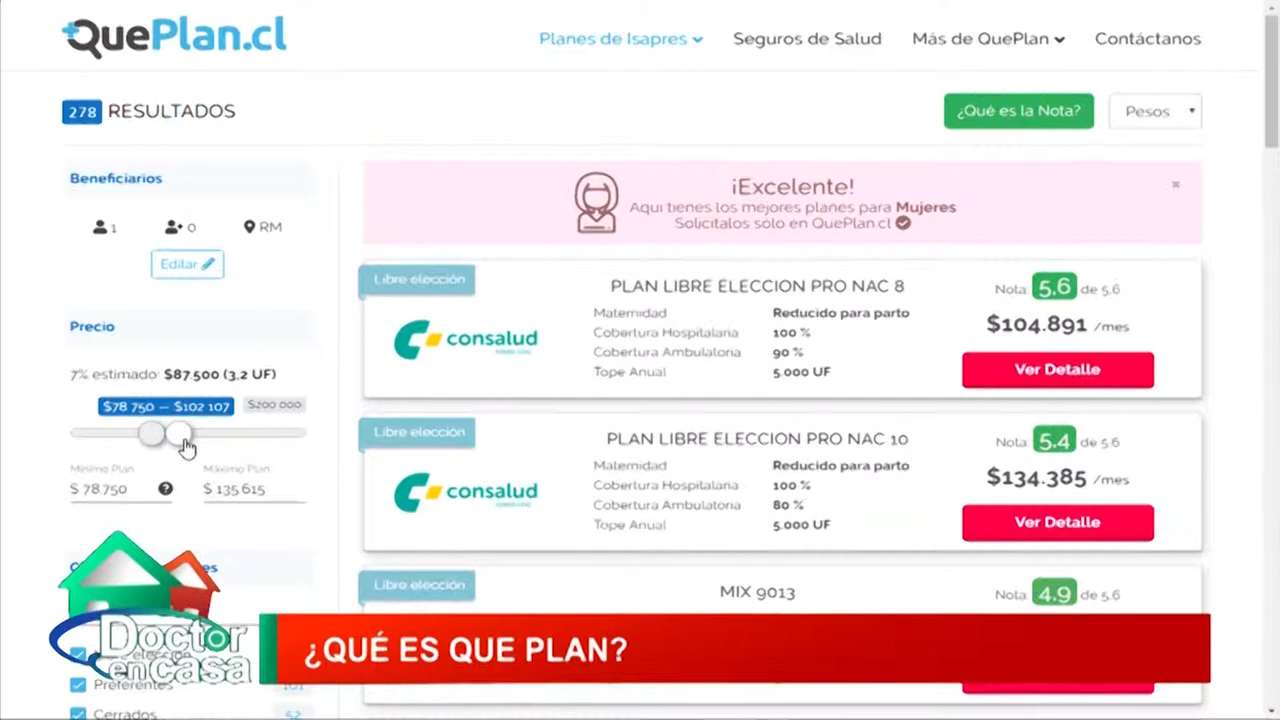 QuePlan.cl
Planes de Isapres
Seguros de Salud
Más de QuePlan
Contáctanos
278 RESULTADOS
¿Qué es la Nota?
Pesos
Beneficiarios
1
0
RM
Editar
Precio
7% estimado: $87.500 (3,2 UF)
$78 750 — $102 107
$200 000
Mínimo Plan
Máximo Plan
$ 78.750
$ 135.615
¡Excelente!
Aquí tienes los mejores planes para Mujeres
Solicítalos sólo en QuePlan.cl
Libre elección
PLAN LIBRE ELECCION PRO NAC 8
consalud
Maternidad Reducido para parto
Cobertura Hospitalaria 100 %
Cobertura Ambulatoria 90 %
Tope Anual 5.000 UF
Nota: 5.6 de 5.6
$104.891 /mes
Ver Detalle
Libre elección
PLAN LIBRE ELECCION PRO NAC 10
consalud
Maternidad Reducido para parto
Cobertura Hospitalaria 100 %
Cobertura Ambulatoria 80 %
Tope Anual 5.000 UF
Nota: 5.4 de 5.6
$134.385 /mes
Ver Detalle
Libre elección
MIX 9013
Nota: 4.9 de 5.6
Doctor
en casa
¿QUÉ ES QUE PLAN?
elección
Preferentes 101
Cerrados 52